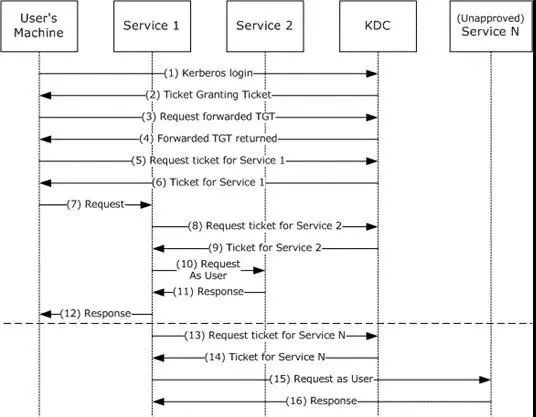 User's
Machine
Service 1
Service 2
KDC
(Unapproved)
Service N
(1) Kerberos login
(2) Ticket Granting Ticket
(3) Request forwarded TGT
(4) Forwarded TGT returned
(5) Request ticket for Service 1
(6) Ticket for Service 1
(7) Request
(8) Request ticket for Service 2
(9) Ticket for Service 2
(10) Request
As User
(11) Response
(12) Response
(13) Request ticket for Service N
(14) Ticket for Service N
(15) Request as User
(16) Response